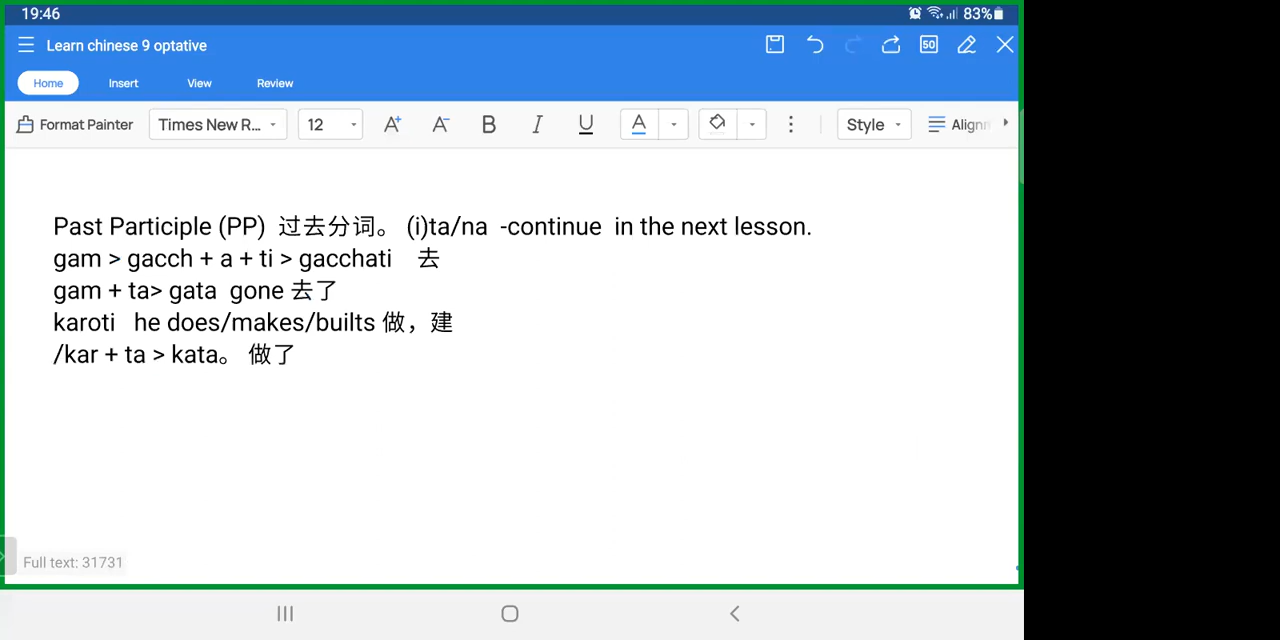 19:46 83%
Learn chinese 9 optative 50
Home Insert View Review
Format Painter Times New R... 12 A+ A- B I U A Style Align
Past Participle (PP) 过去分词。 (i)ta/na -continue in the next lesson.
gam > gacch + a + ti > gacchati 去
gam + ta> gata gone 去了
karoti he does/makes/builts 做，建
/kar + ta > kata。 做了
Full text: 31731